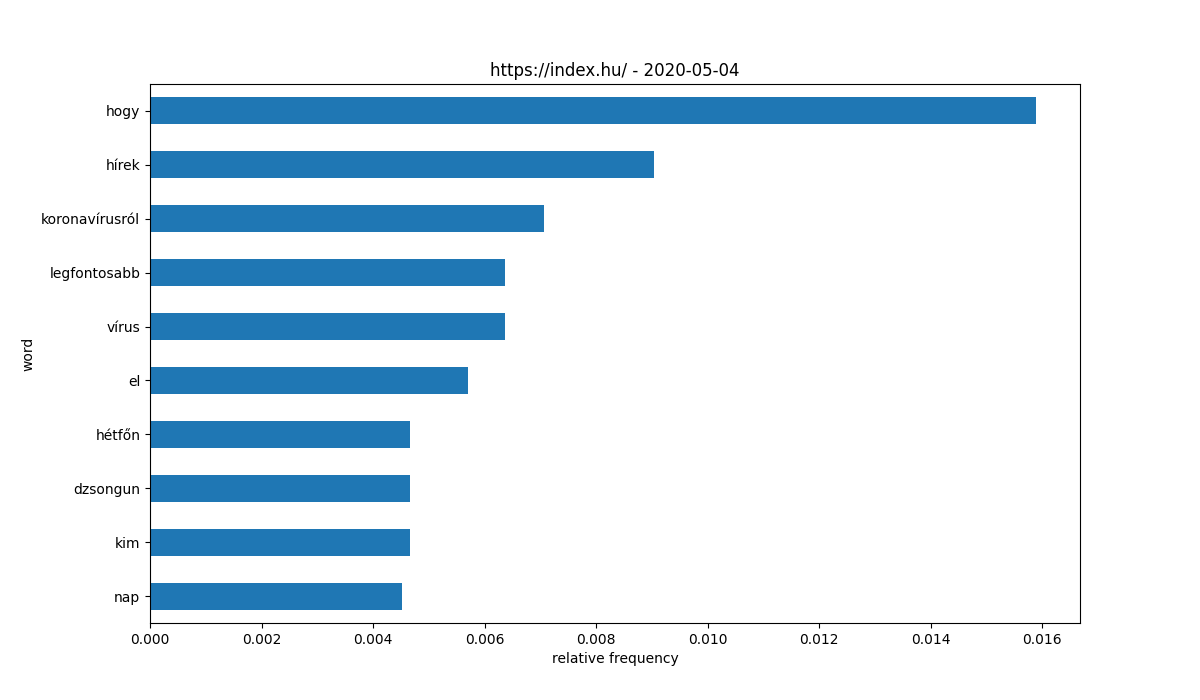 https://index.hu/ - 2020-05-04
hogy
hírek
koronavírusról
legfontosabb
vírus
el
hétfőn
dzsongun
kim
nap
word
0.000 0.002 0.004 0.006 0.008 0.010 0.012 0.014 0.016
relative frequency